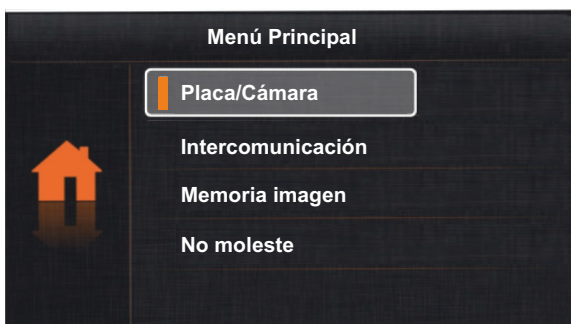 Menú Principal
Placa/Cámara
Intercomunicación
Memoria imagen
No moleste